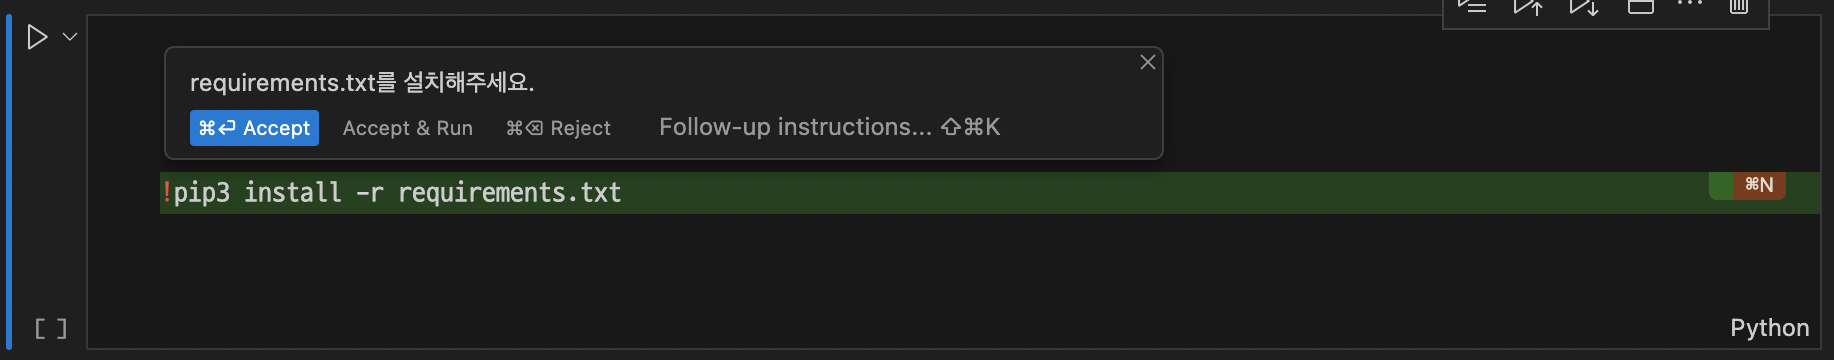 requirements.txt를 설치해주세요.
⌘⏎ Accept Accept & Run ⌘⌫ Reject Follow-up instructions... ⇧⌘K
!pip3 install -r requirements.txt
⌘N
[ ]
Python